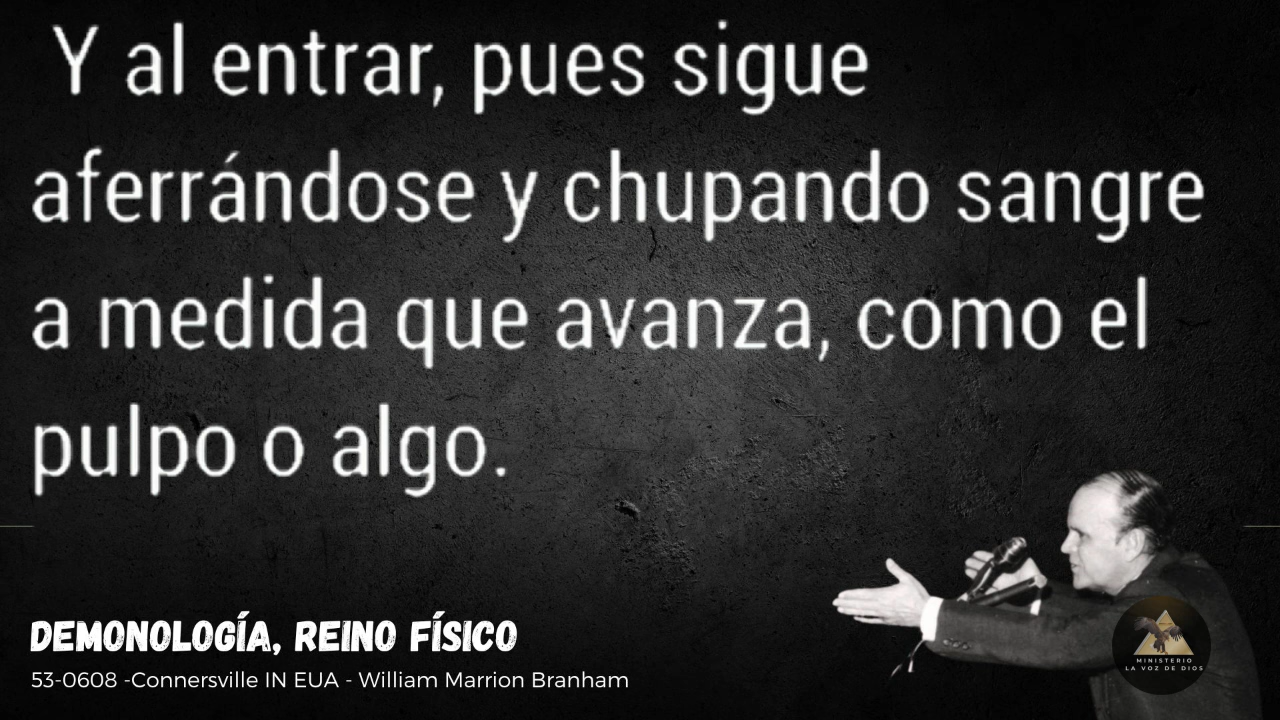 Y al entrar, pues sigue
aferrándose y chupando sangre
a medida que avanza, como el
pulpo o algo.
DEMONOLOGÍA, REINO FÍSICO
53-0608 -Connersville IN EUA - William Marrion Branham
MINISTERIO
LA VOZ DE DIOS